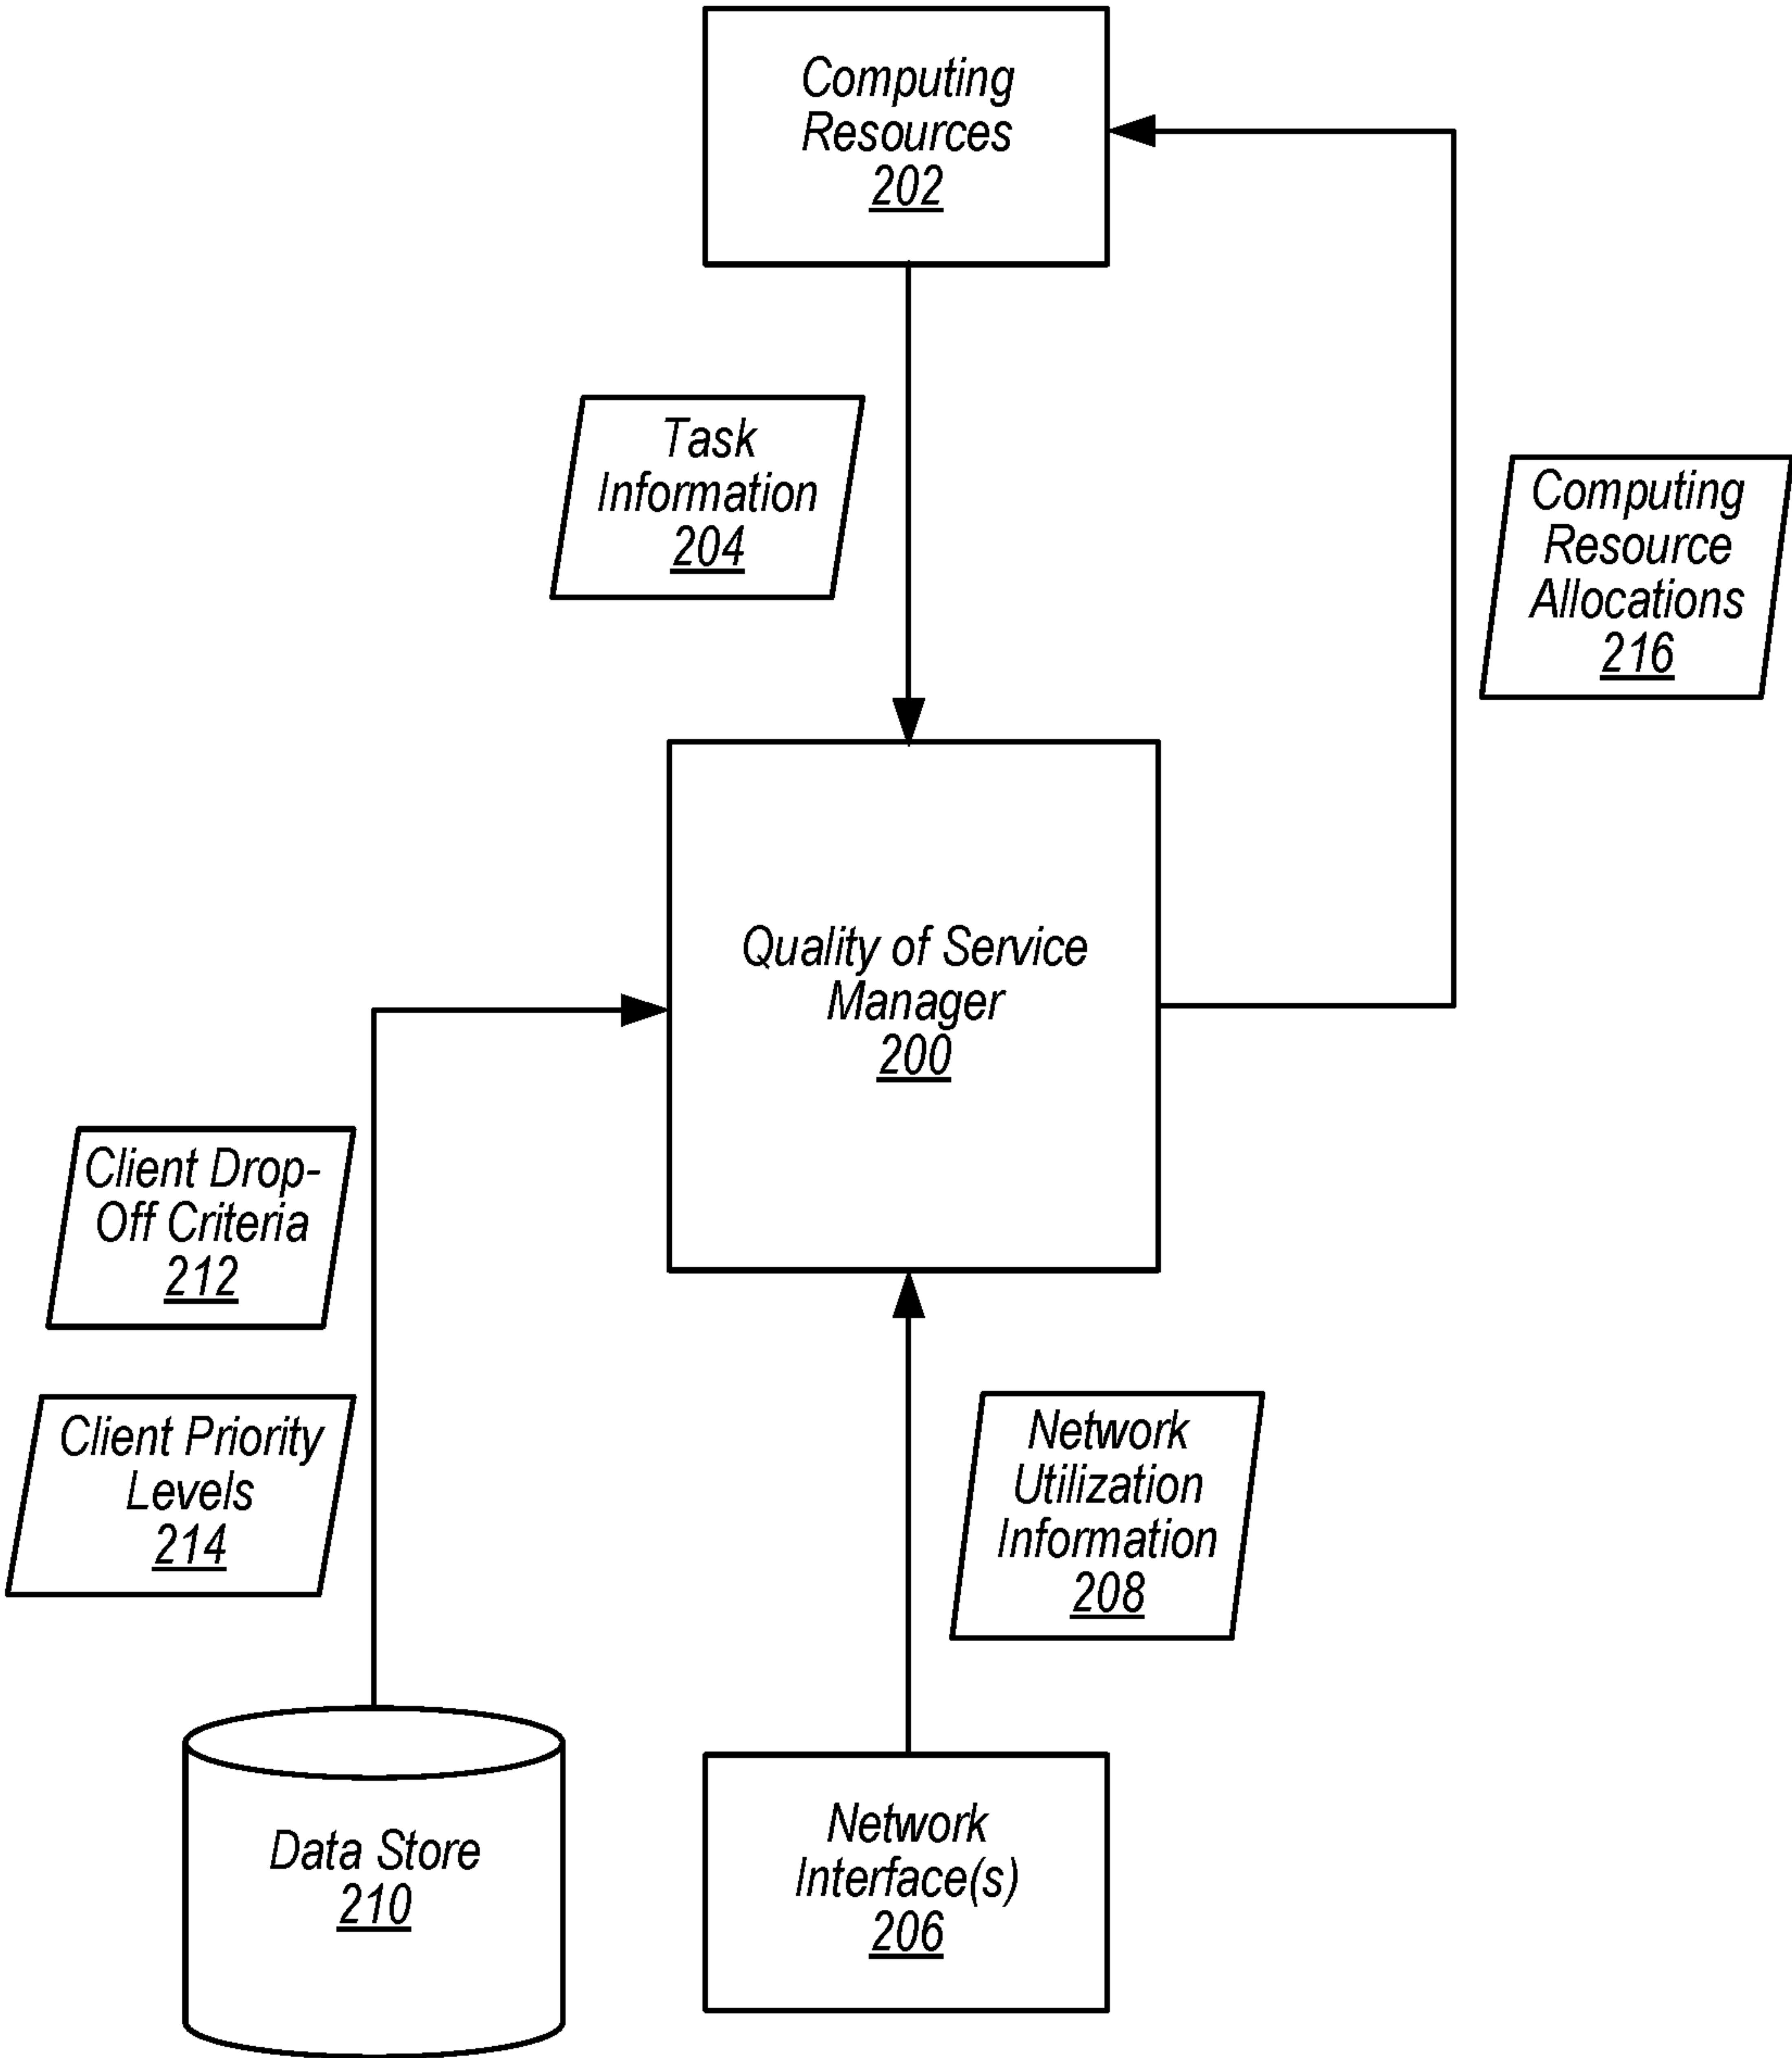 Computing
Resources
202
Task
Information
204
Computing
Resource
Allocations
216
Quality of Service
Manager
200
Client Drop-
Off Criteria
212
Client Priority
Levels
214
Network
Utilization
Information
208
Data Store
210
Network
Interface(s)
206